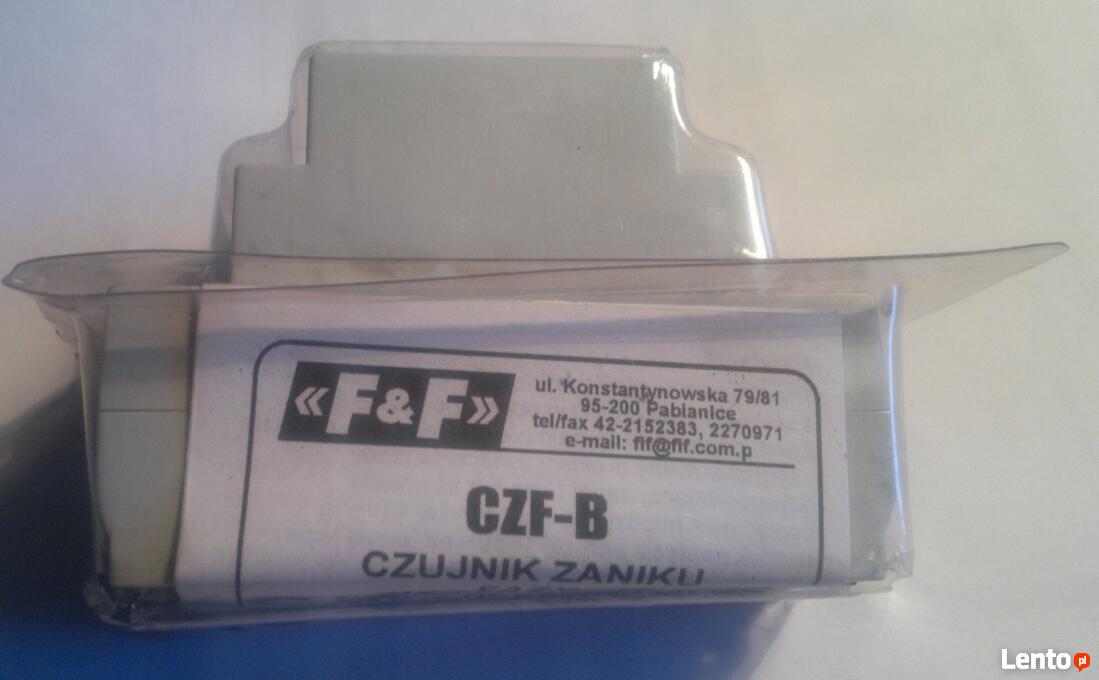 «F&F»
ul. Konstantynowska 79/81
95-200 Pabianice
tel/fax 42-2152383, 2270971
e-mail: fif@fif.com.p
CZF-B
CZUJNIK ZANIKU
Lento.pl